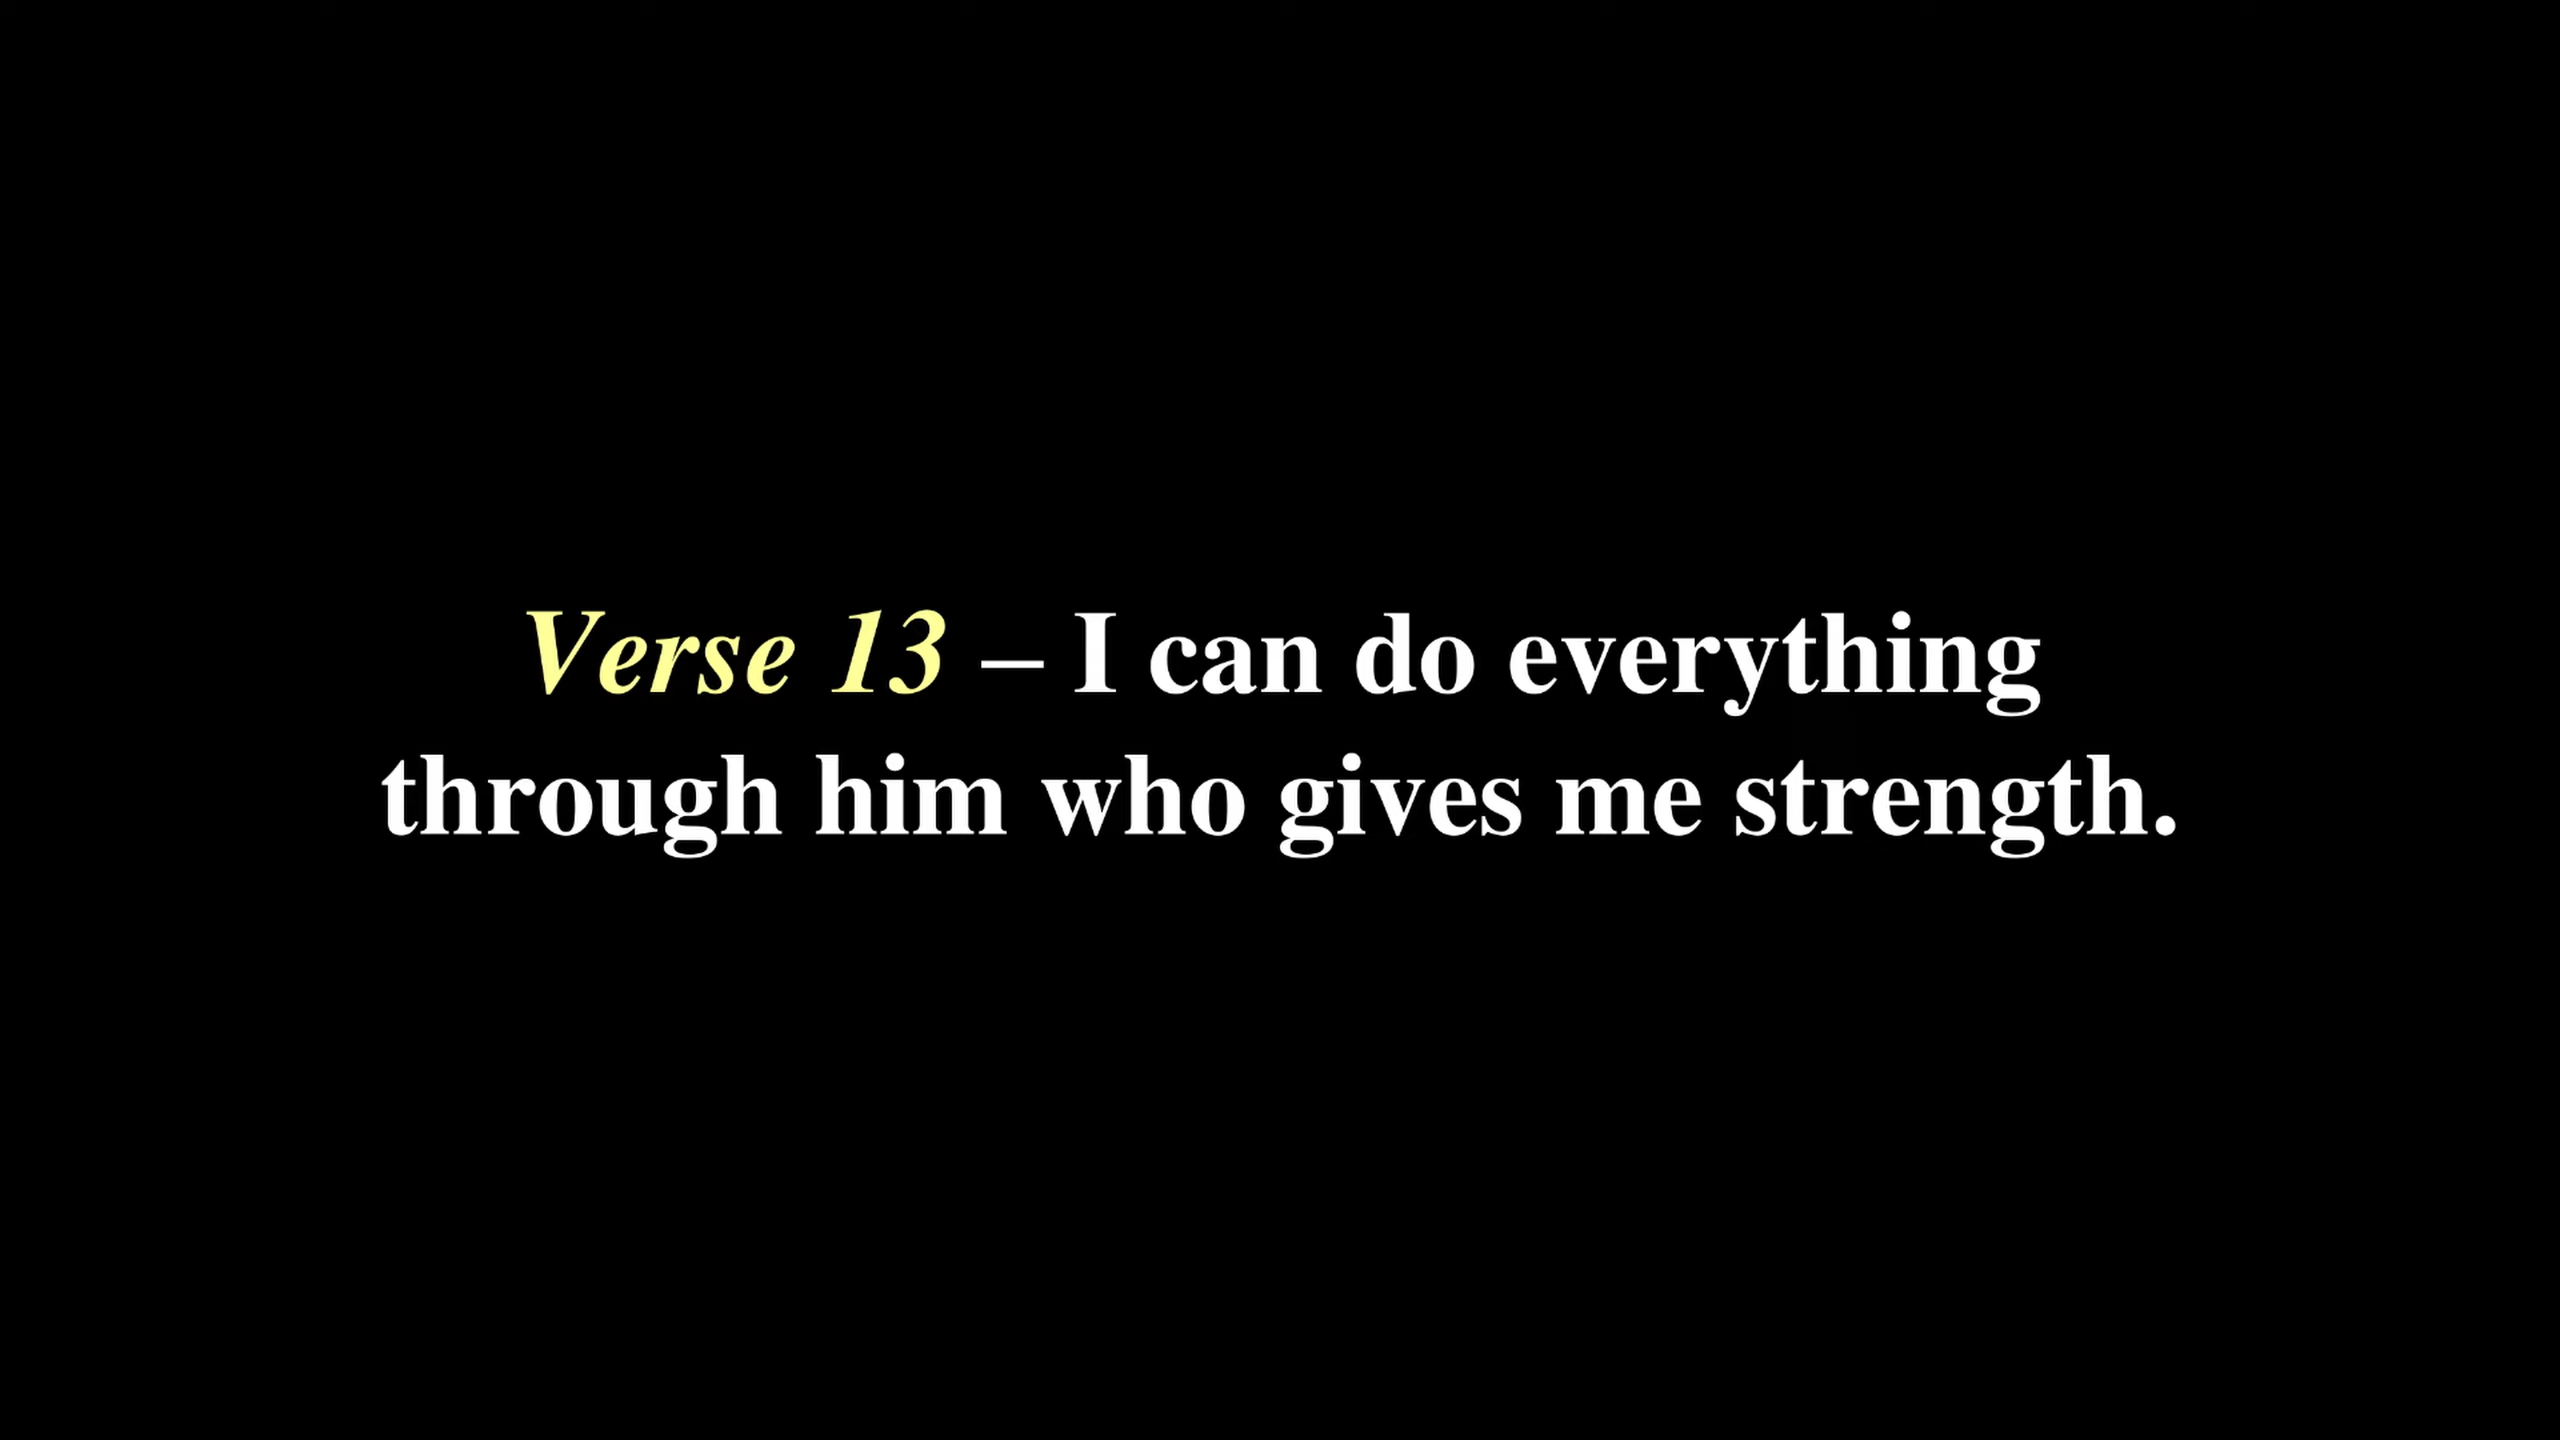 Verse 13 – I can do everything
through him who gives me strength.